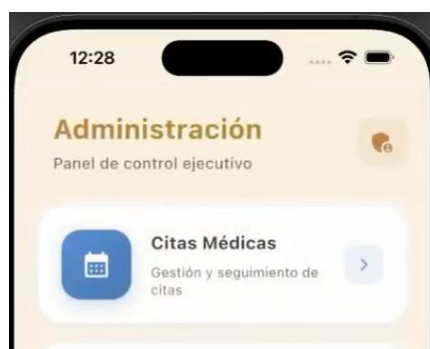 12:28
Administración
Panel de control ejecutivo
Citas Médicas
Gestión y seguimiento de
citas